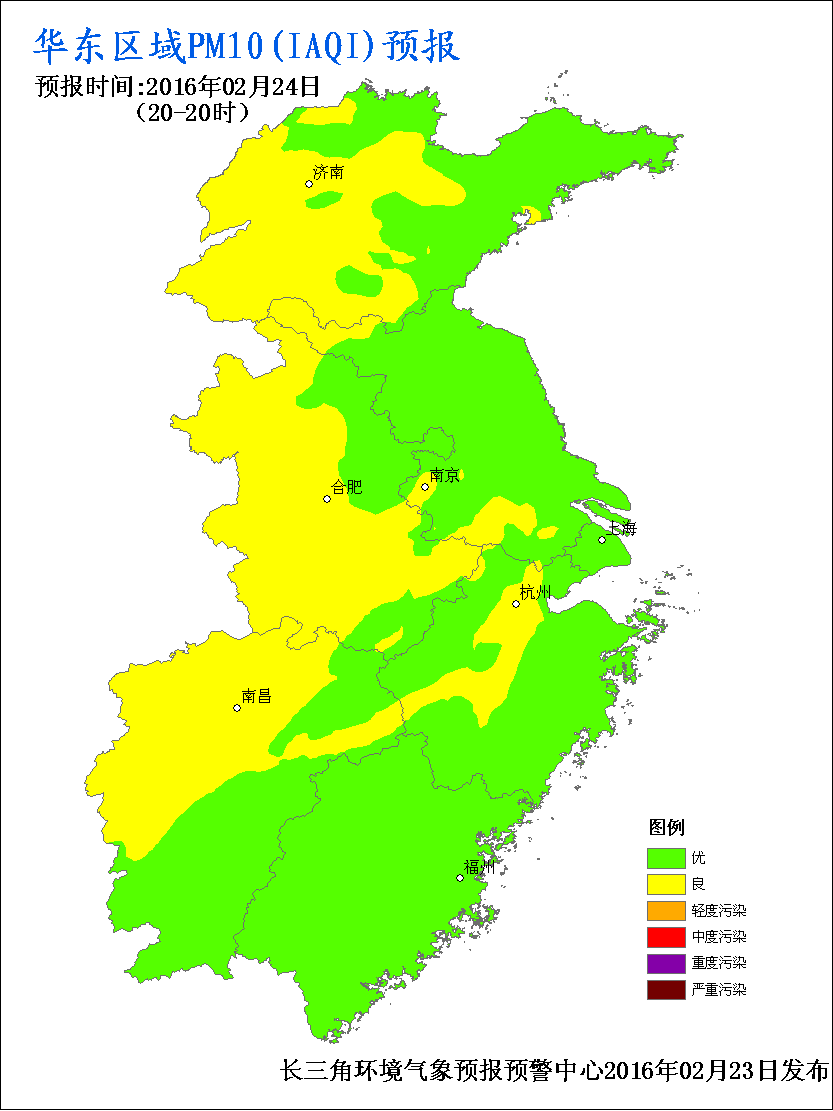 华东区域PM10(IAQI)预报
预报时间:2016年02月24日
(20-20时)
济南
南京
合肥
上海
杭州
南昌
福州
图例
优
良
轻度污染
中度污染
重度污染
严重污染
长三角环境气象预报预警中心2016年02月23日发布